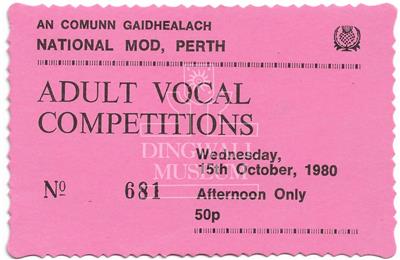 AN COMUNN GAIDHEALACH
NATIONAL MOD, PERTH
ADULT VOCAL
COMPETITIONS
DINGWALL
MUSEUM
Wednesday,
15th October, 1980
Nº 681 Afternoon Only
50p